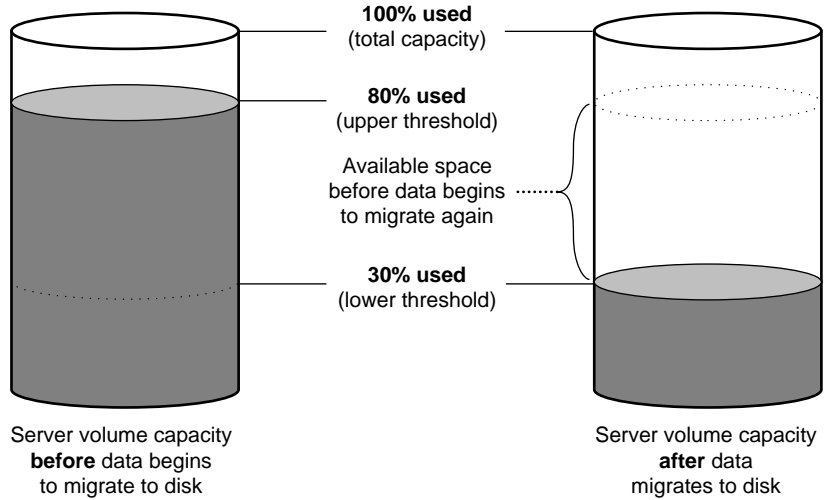 100% used
(total capacity)
80% used
(upper threshold)
Available space
before data begins
to migrate again
30% used
(lower threshold)
Server volume capacity
before data begins
to migrate to disk
Server volume capacity
after data
migrates to disk